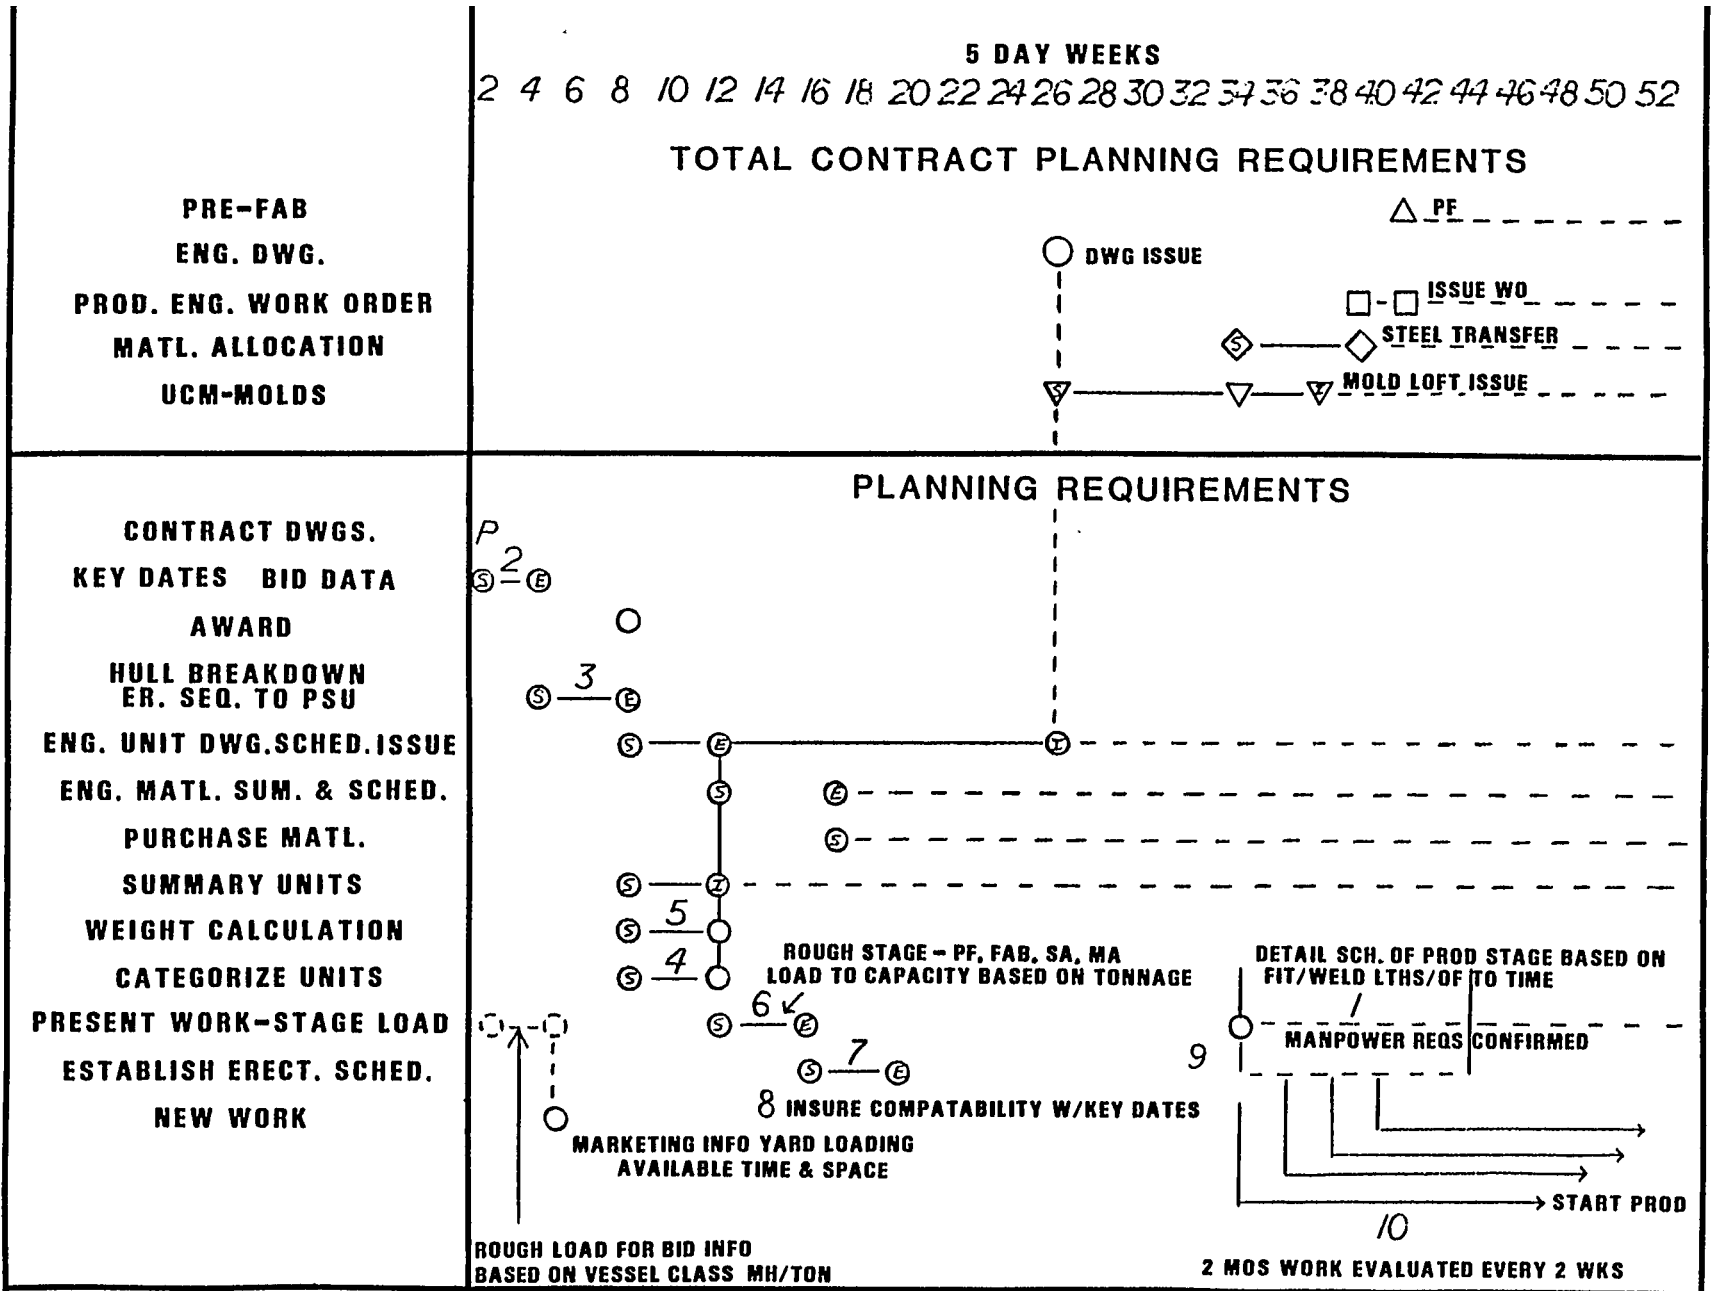 5 DAY WEEKS
2 4 6 8 10 12 14 16 18 20 22 24 26 28 30 32 34 36 38 40 42 44 46 48 50 52
TOTAL CONTRACT PLANNING REQUIREMENTS
PRE-FAB PF
ENG. DWG. DWG ISSUE
PROD. ENG. WORK ORDER ISSUE WO
MATL. ALLOCATION S STEEL TRANSFER
UCM-MOLDS S I MOLD LOFT ISSUE
PLANNING REQUIREMENTS
CONTRACT DWGS. P
KEY DATES BID DATA S 2 E
AWARD
HULL BREAKDOWN
ER. SEQ. TO PSU S 3 E
ENG. UNIT DWG.SCHED.ISSUE S E I
ENG. MATL. SUM. & SCHED. S E
PURCHASE MATL. S
SUMMARY UNITS S I
WEIGHT CALCULATION S 5
CATEGORIZE UNITS S 4
ROUGH STAGE - PF, FAB, SA, MA
LOAD TO CAPACITY BASED ON TONNAGE
DETAIL SCH. OF PROD STAGE BASED ON
FIT/WELD LTHS/OF TO TIME
PRESENT WORK-STAGE LOAD S 6 E
MANPOWER REQS CONFIRMED
ESTABLISH ERECT. SCHED. S 7 E 9
NEW WORK
8 INSURE COMPATABILITY W/KEY DATES
MARKETING INFO YARD LOADING
AVAILABLE TIME & SPACE
START PROD
10
ROUGH LOAD FOR BID INFO
BASED ON VESSEL CLASS MH/TON
2 MOS WORK EVALUATED EVERY 2 WKS